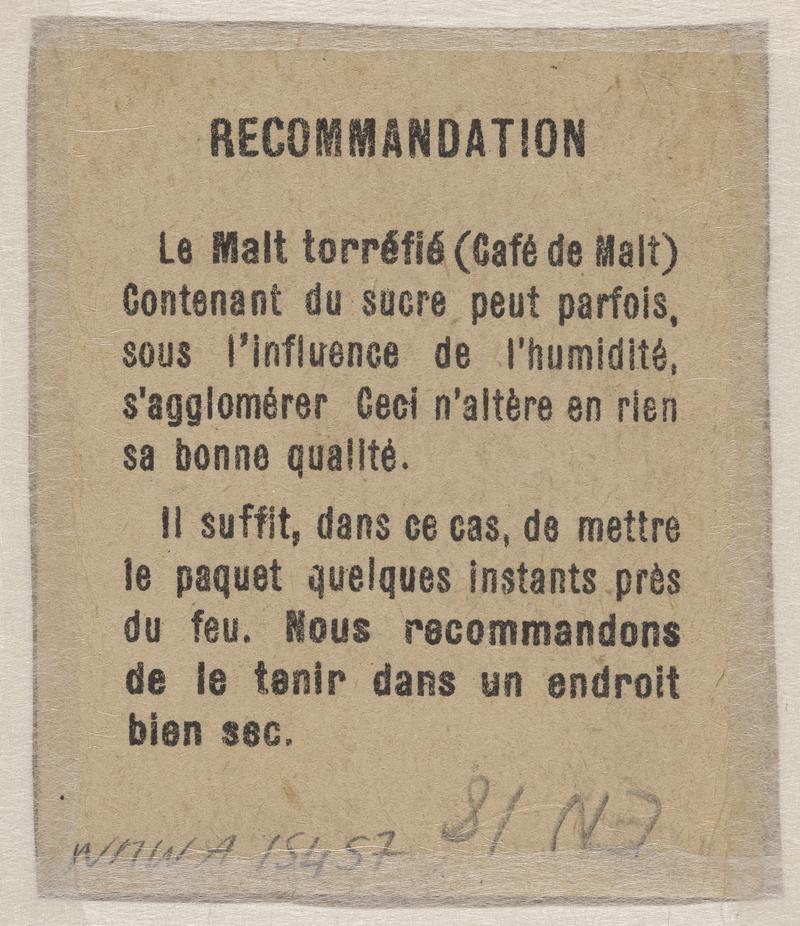 RECOMMANDATION
Le Malt torréfié (Café de Malt)
Contenant du sucre peut parfois,
sous l'influence de l'humidité,
s'agglomérer Ceci n'altère en rien
sa bonne qualité.
Il suffit, dans ce cas, de mettre
le paquet quelques instants près
du feu. Nous recommandons
de le tenir dans un endroit
bien sec.
81
15457